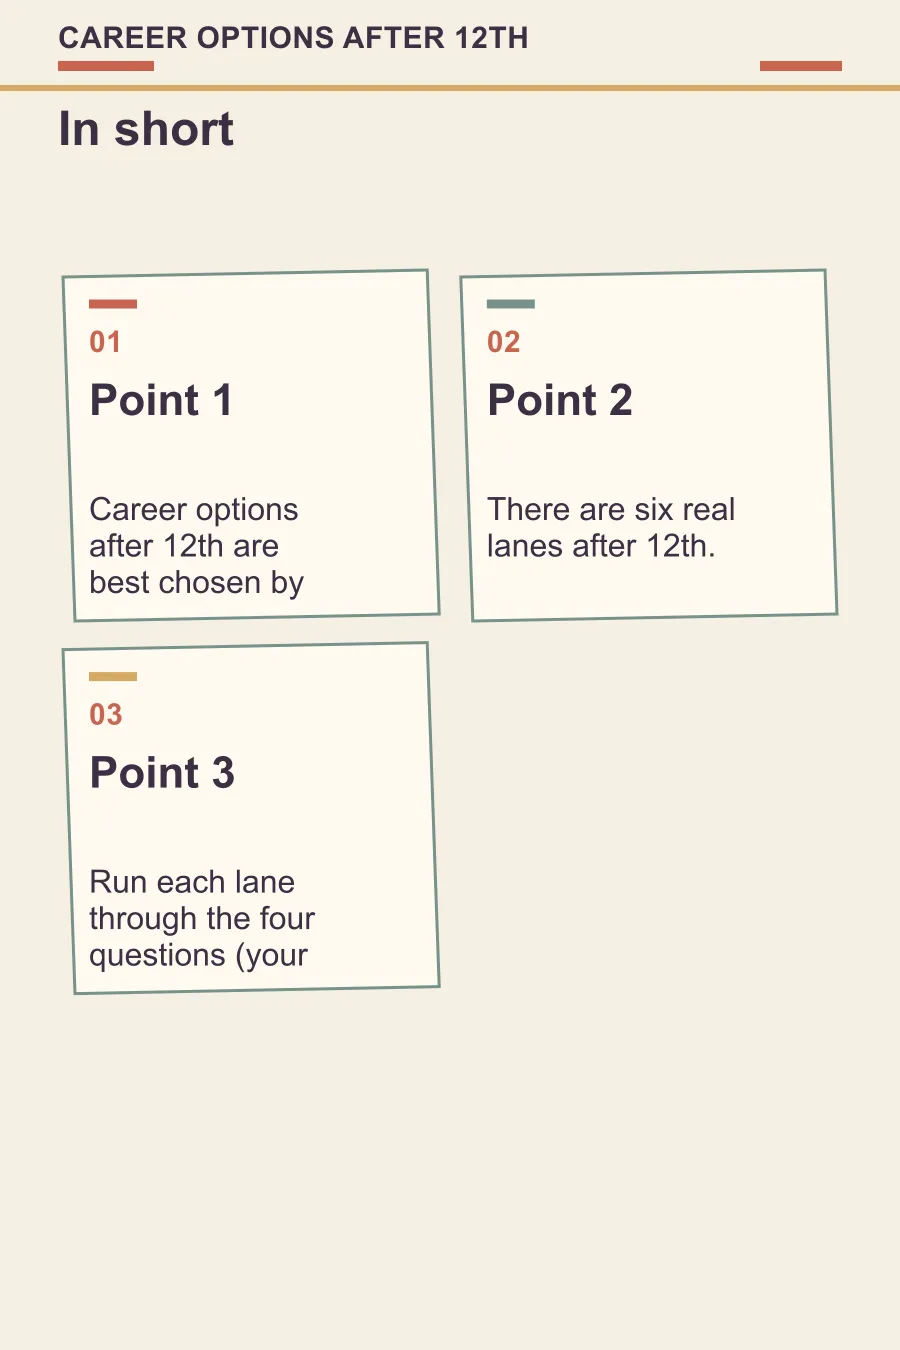 CAREER OPTIONS AFTER 12TH
In short
01
Point 1
Career options
after 12th are
best chosen by
02
Point 2
There are six real
lanes after 12th.
03
Point 3
Run each lane
through the four
questions (your